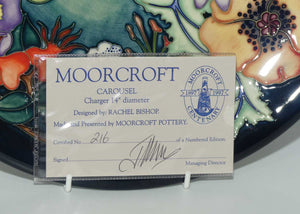 MOORCROFT
CAROUSEL
Charger 14" diameter
Designed by: RACHEL BISHOP.
Made and Presented by MOORCROFT POTTERY.
Certified No. 216 of a Numbered Edition.
Signed
Managing Director
MOORCROFT
1897 1997
CENTENARY